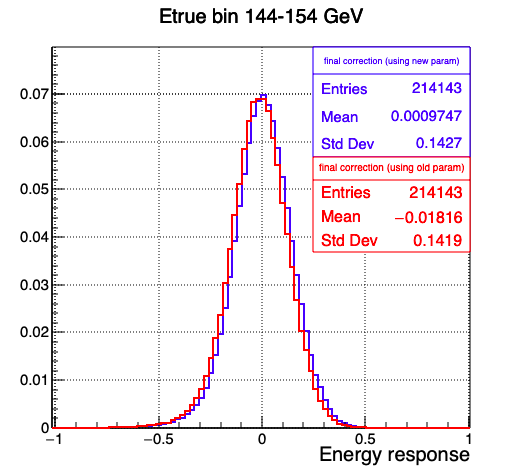 Etrue bin 144-154 GeV
final correction (using new param)
Entries 214143
Mean 0.0009747
Std Dev 0.1427
final correction (using old param)
Entries 214143
Mean −0.01816
Std Dev 0.1419
0.07
0.06
0.05
0.04
0.03
0.02
0.01
0
−1 −0.5 0 0.5 1
Energy response